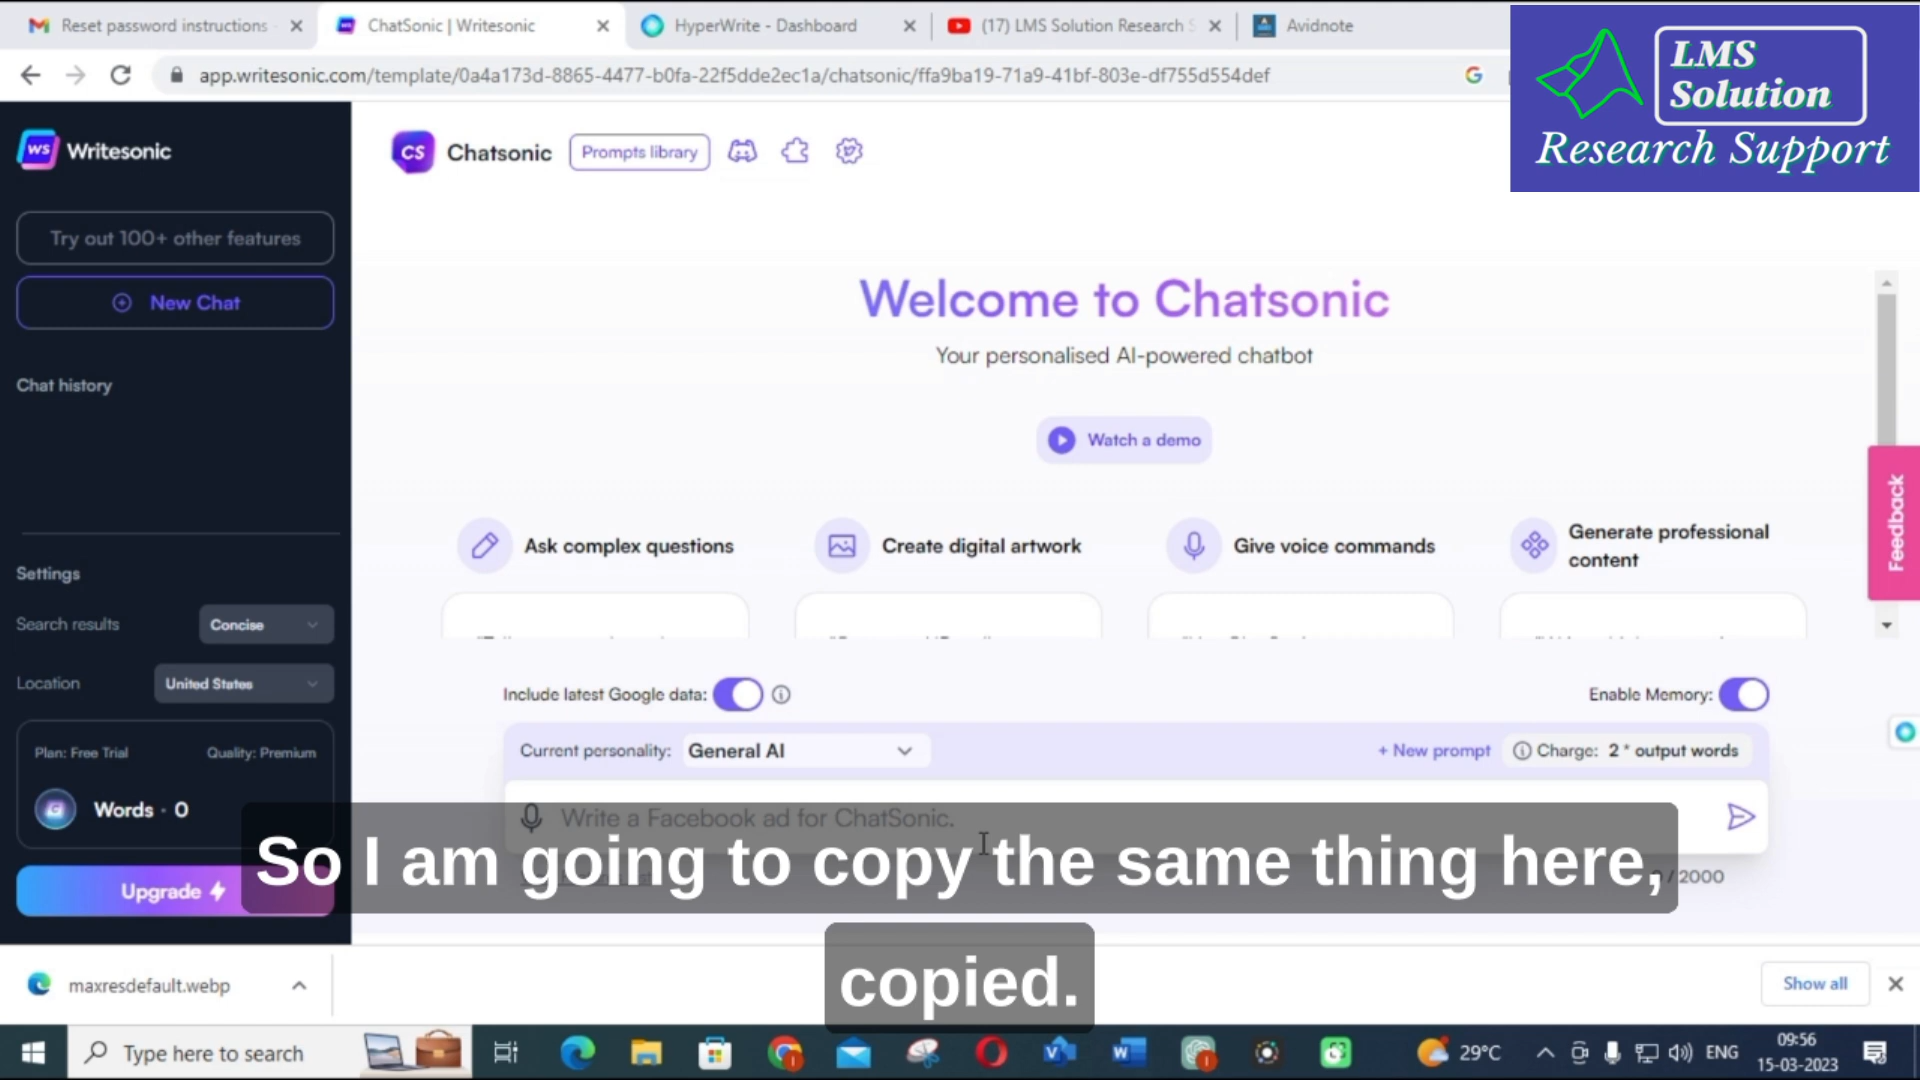 Reset password instructions
ChatSonic | Writesonic
HyperWrite - Dashboard
(17) LMS Solution Research S
Avidnote
app.writesonic.com/template/0a4a173d-8865-4477-b0fa-22f5dde2ec1a/chatsonic/ffa9ba19-71a9-41bf-803e-df755d554def
LMS
Solution
Research Support
WS
Writesonic
CS
Chatsonic
Prompts library
Try out 100+ other features
New Chat
Chat history
Welcome to Chatsonic
Your personalised AI-powered chatbot
Watch a demo
Ask complex questions
Create digital artwork
Give voice commands
Generate professional
content
Feedback
Settings
Search results
Concise
Location
United States
Include latest Google data:
Enable Memory:
Plan: Free Trial
Quality: Premium
Current personality:
General AI
+ New prompt
Charge: 2 * output words
Words · 0
Write a Facebook ad for ChatSonic.
Upgrade
So I am going to copy the same thing here,
/ 2000
copied.
maxresdefault.webp
Show all
Type here to search
29°C
ENG
09:56
15-03-2023